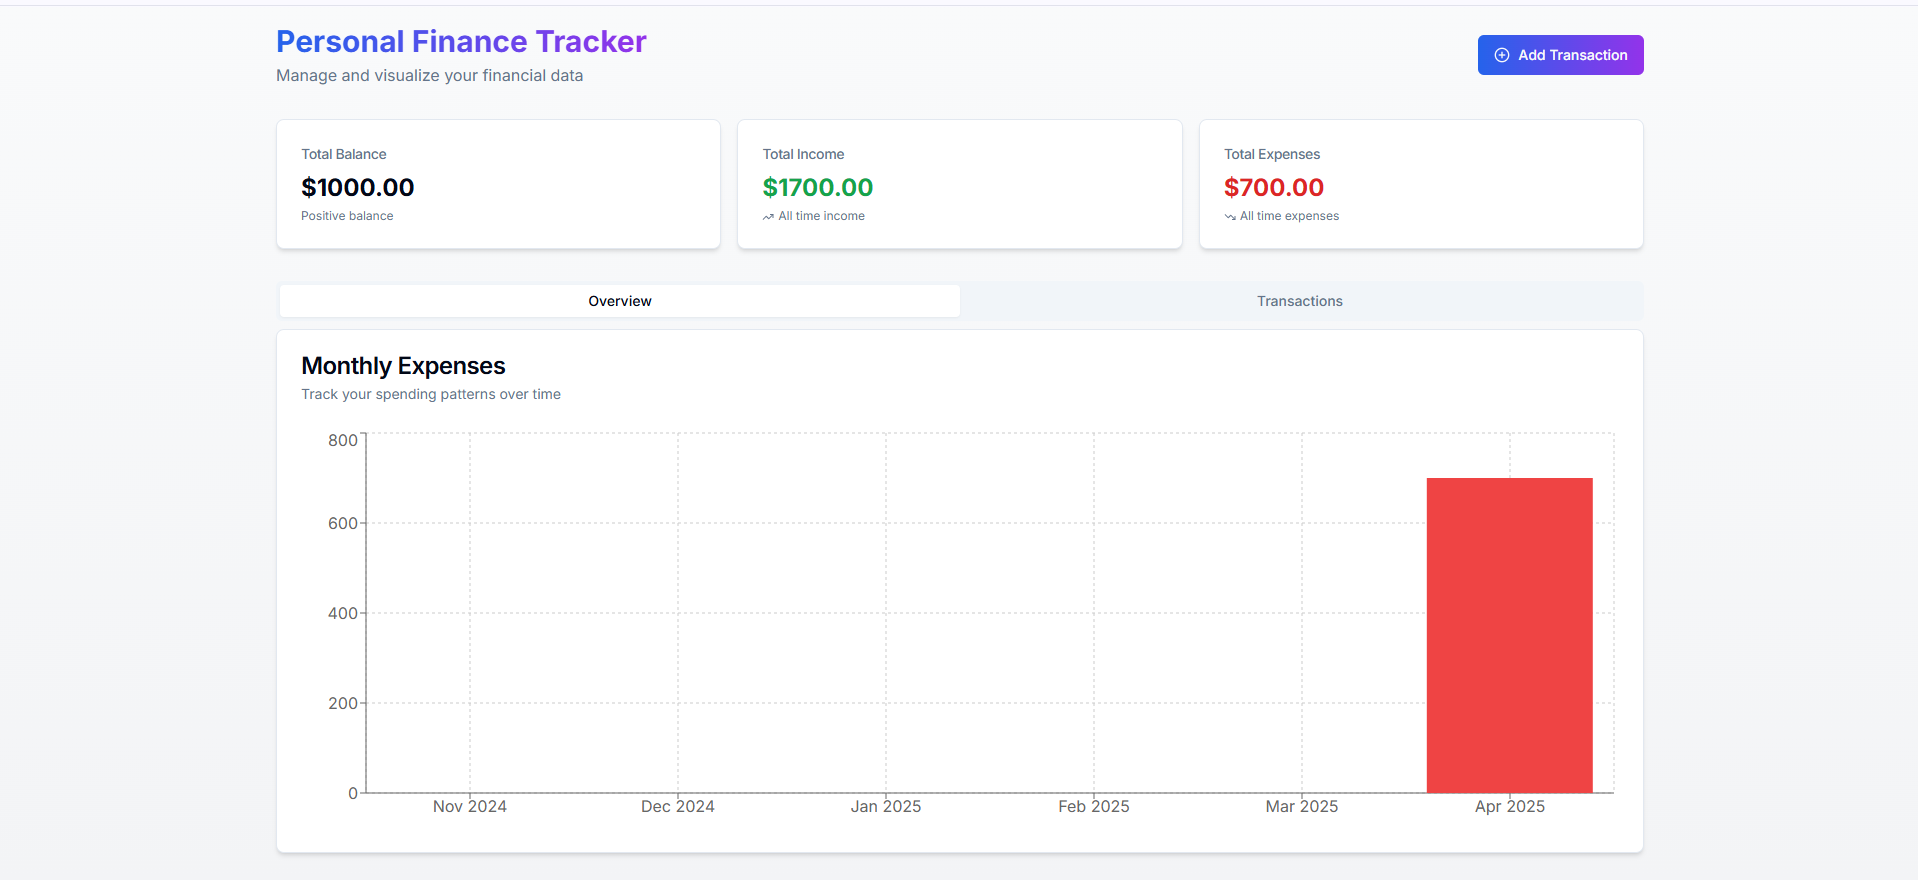 Personal Finance Tracker
Manage and visualize your financial data
Add Transaction
Total Balance
$1000.00
Positive balance
Total Income
$1700.00
All time income
Total Expenses
$700.00
All time expenses
Overview
Transactions
Monthly Expenses
Track your spending patterns over time
800
600
400
200
0
Nov 2024
Dec 2024
Jan 2025
Feb 2025
Mar 2025
Apr 2025